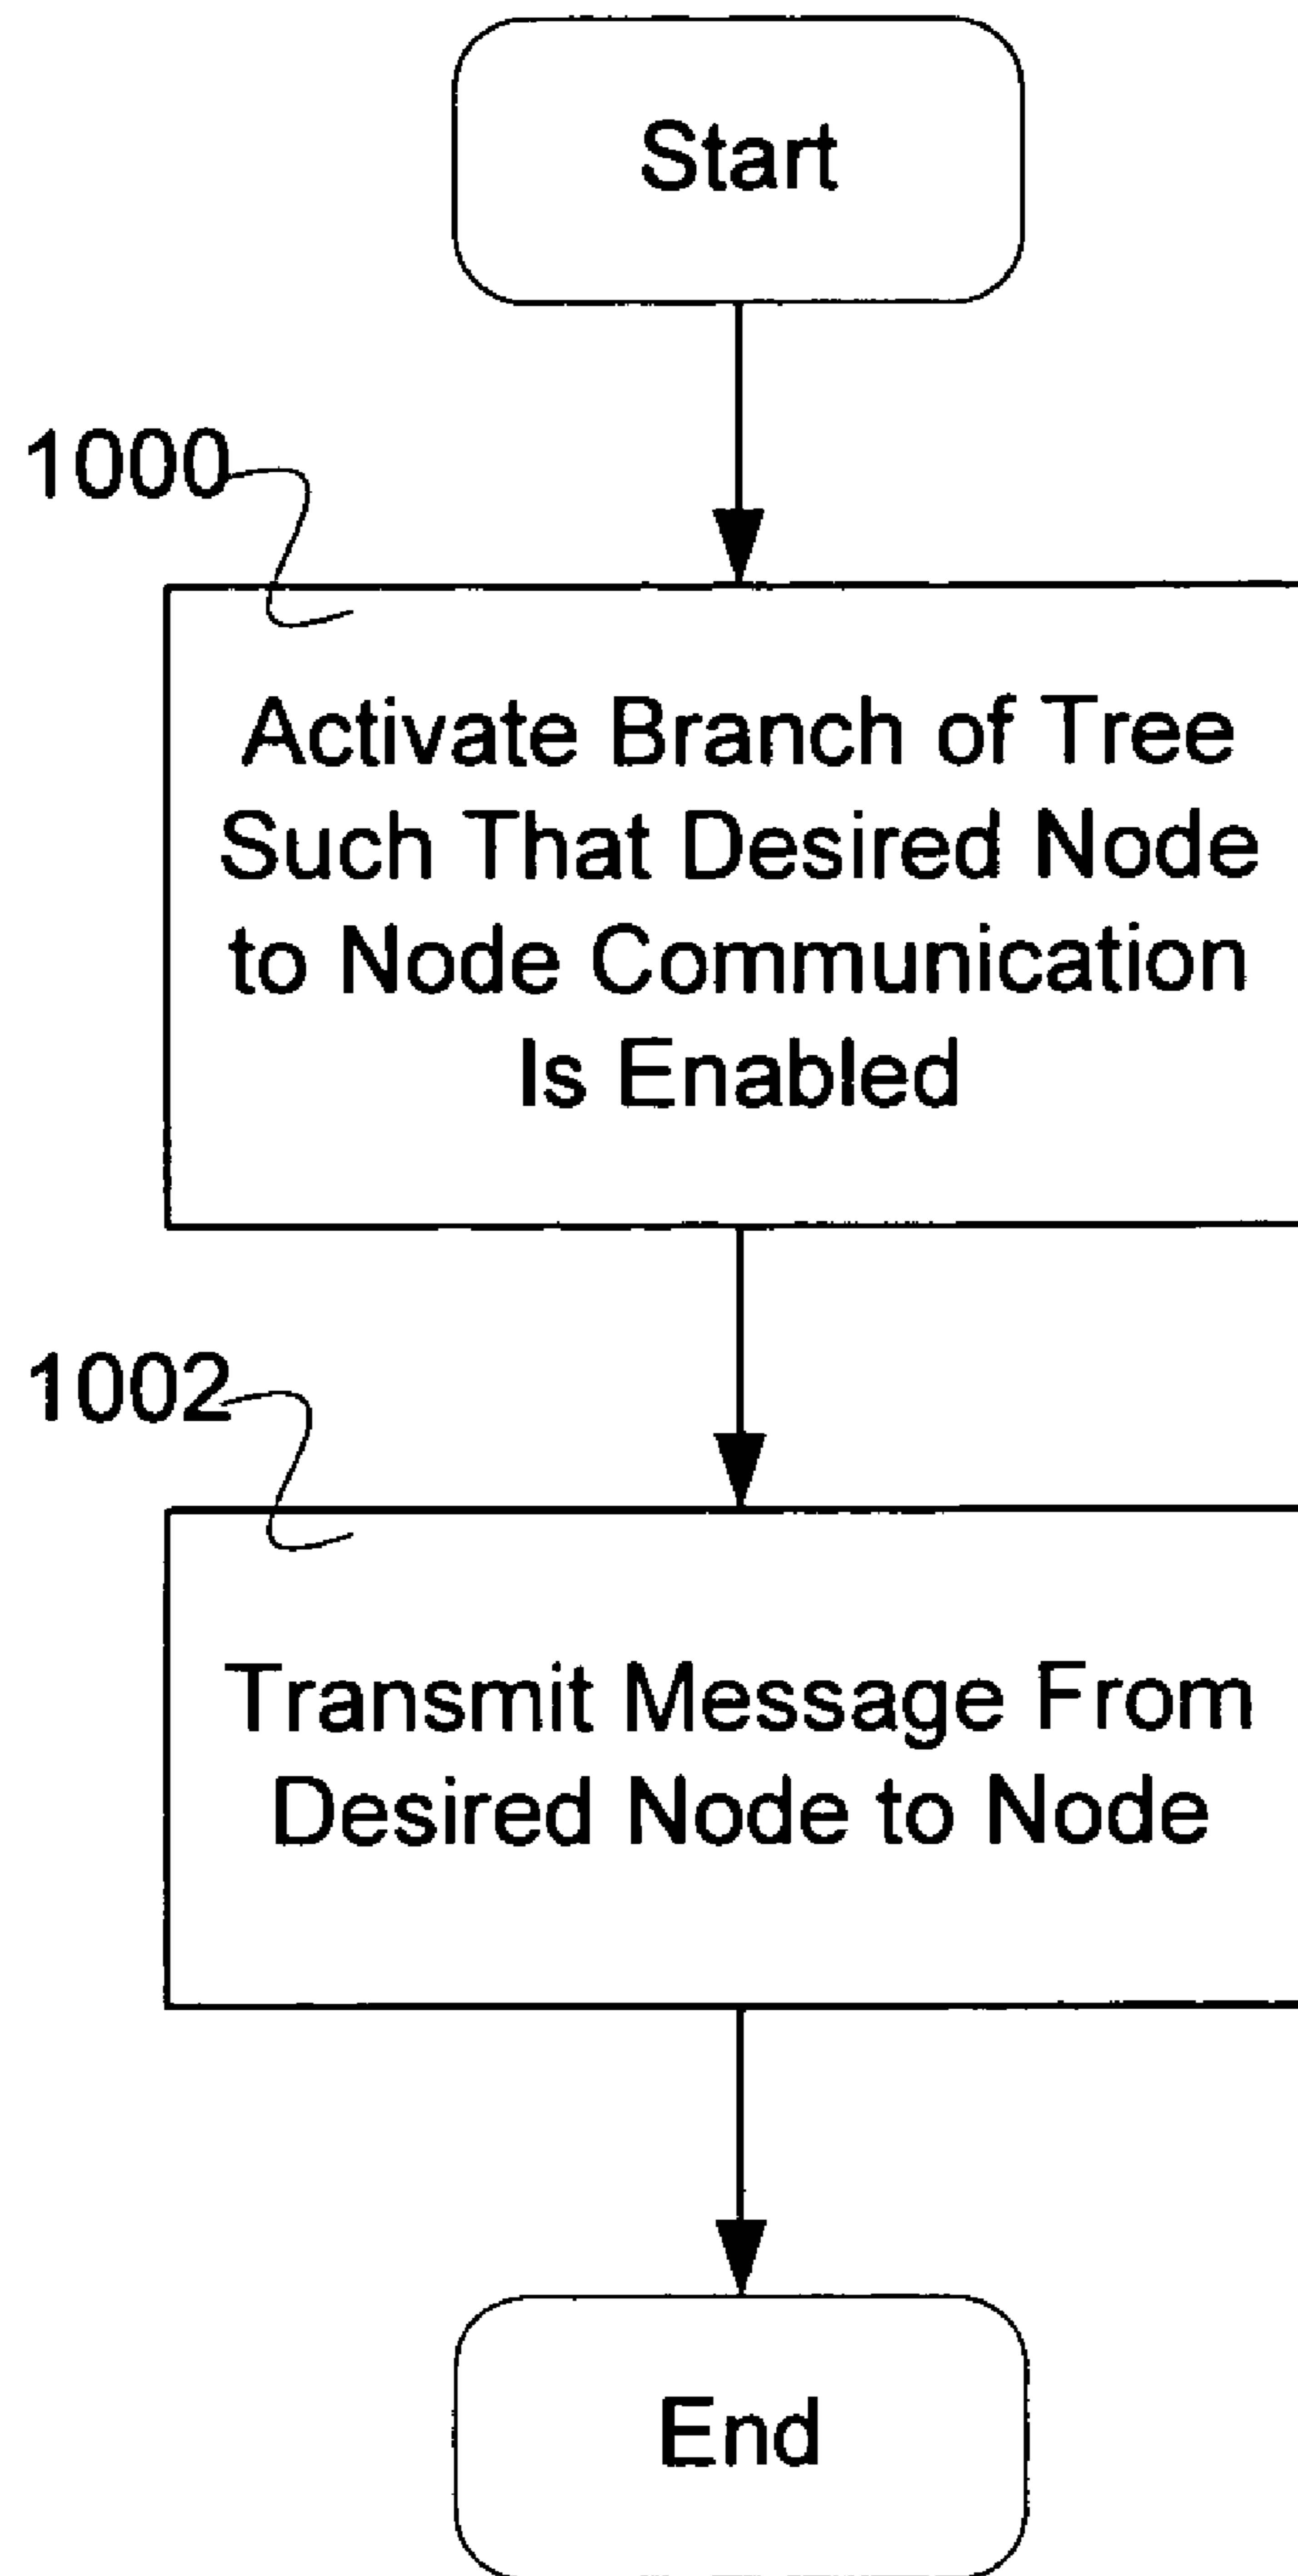 Start
1000
Activate Branch of Tree
Such That Desired Node
to Node Communication
Is Enabled
1002
Transmit Message From
Desired Node to Node
End